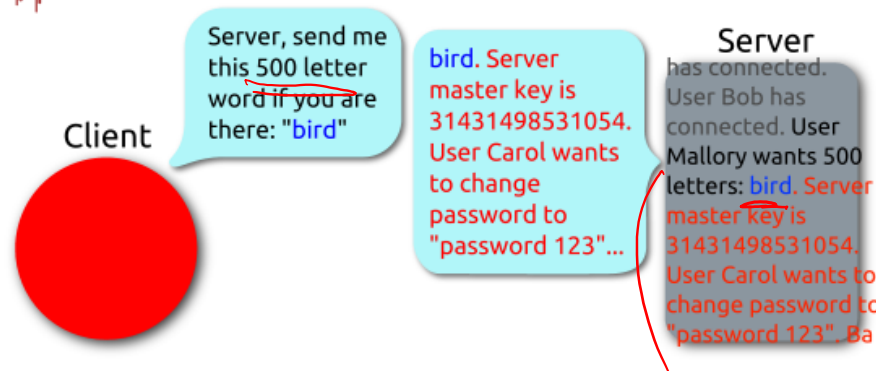 Client
Server, send me
this 500 letter
word if you are
there: "bird"
bird. Server
master key is
31431498531054.
User Carol wants
to change
password to
"password 123"...
Server
has connected.
User Bob has
connected. User
Mallory wants 500
letters: bird. Server
master key is
31431498531054.
User Carol wants to
change password to
"password 123". Ba